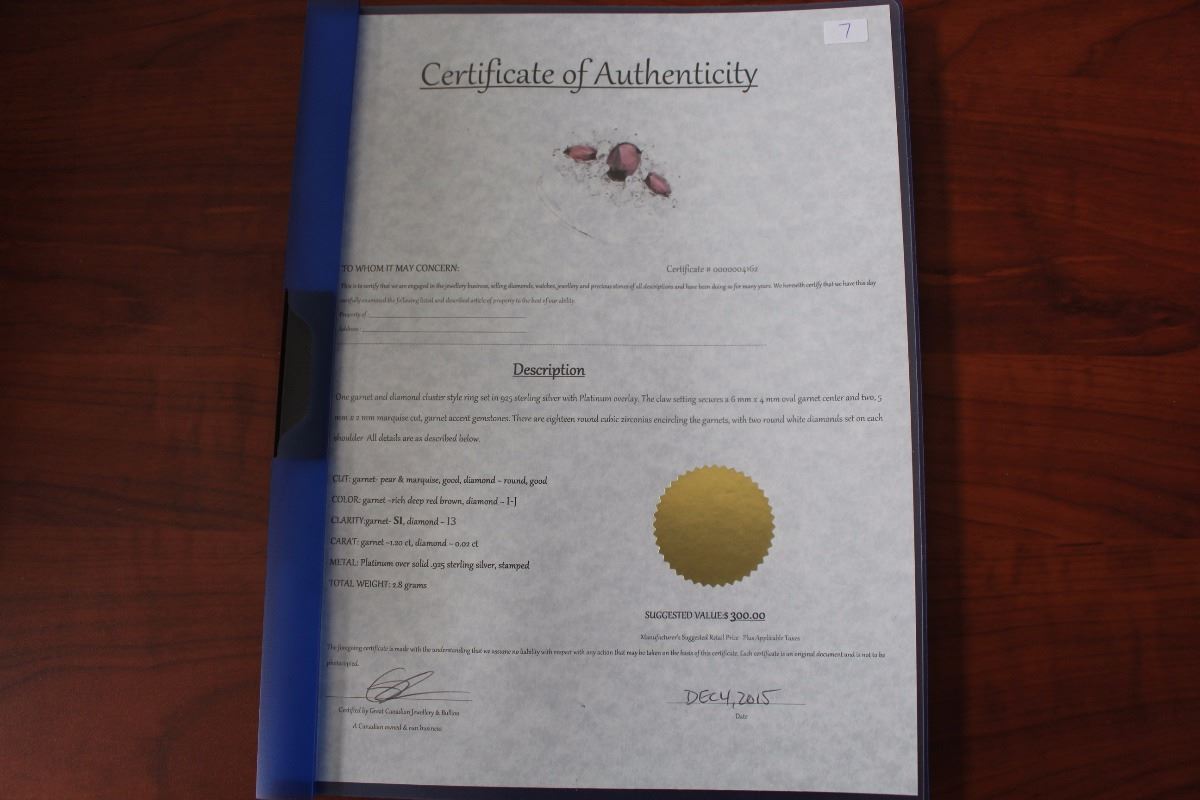 7
Certificate of Authenticity
TO WHOM IT MAY CONCERN:
Certificate # 0000004162
This is to certify that we are engaged in the jewellery business, selling diamonds, watches, jewellery and precious stones of all descriptions and have been doing so for many years. We herewith certify that we have this day
carefully examined the following listed and described article of property to the best of our ability.
Property of:
Address:
Description
One garnet and diamond cluster style ring set in 925 sterling silver with Platinum overlay. The claw setting secures a 6 mm x 4 mm oval garnet center and two, 5
mm x 2 mm marquise cut, garnet accent gemstones. There are eighteen round cubic zirconias encircling the garnets, with two round white diamonds set on each
shoulder. All details are as described below.
CUT: garnet- pear & marquise, good, diamond – round, good
COLOR: garnet –rich deep red brown, diamond – I-J
CLARITY:garnet- SI, diamond – I3
CARAT: garnet –1.20 ct, diamond – 0.02 ct
METAL: Platinum over solid .925 sterling silver, stamped
TOTAL WEIGHT: 2.8 grams
SUGGESTED VALUE:$ 300.00
Manufacturer's Suggested Retail Price Plus Applicable Taxes
The foregoing certificate is made with the understanding that we assume no liability with respect with any action that may be taken on the basis of this certificate. Each certificate is an original document and is not to be
photocopied.
DEC 4, 2015
Certified by Great Canadian Jewellery & Bullion
Date
A Canadian owned & run business